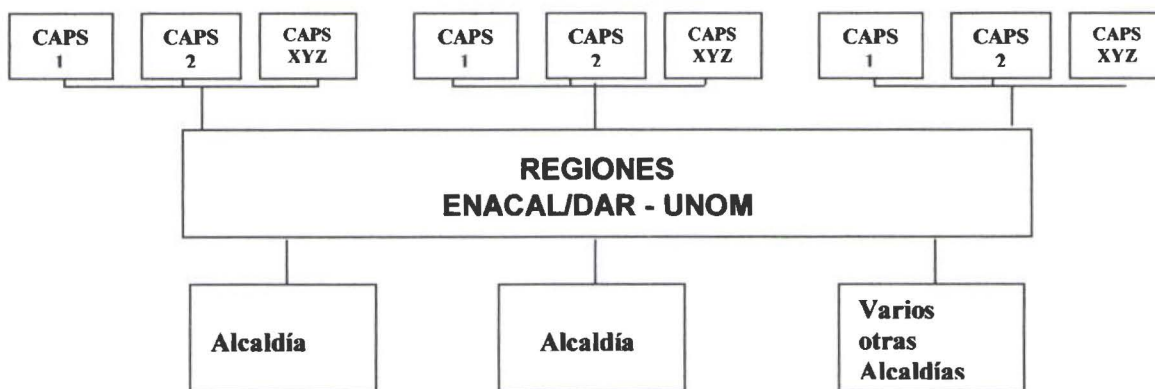 CAPS
1
CAPS
2
CAPS
XYZ
CAPS
1
CAPS
2
CAPS
XYZ
CAPS
1
CAPS
2
CAPS
XYZ
REGIONES
ENACAL/DAR - UNOM
Alcaldía
Alcaldía
Varios
otras
Alcaldías